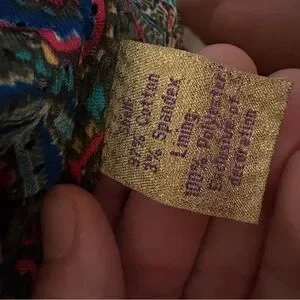 Shell
97% Cotton
3% Spandex
Lining
100% Polyester
Exclusive of
decoration